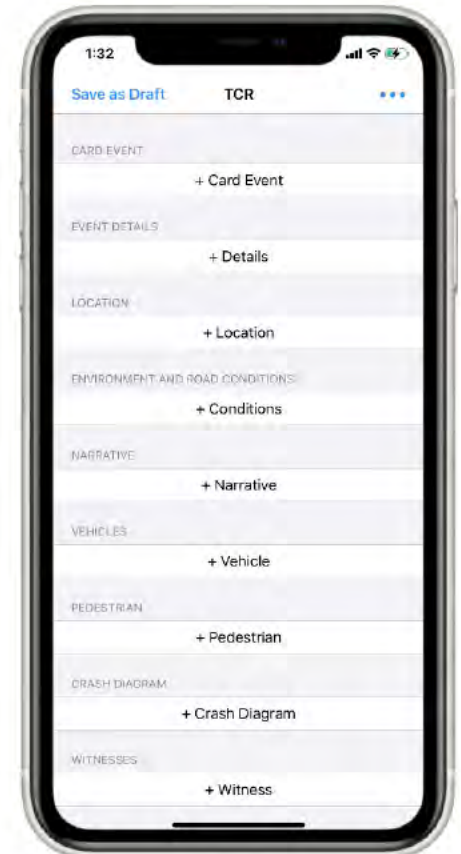 1:32
Save as Draft TCR •••
CARD EVENT
+ Card Event
EVENT DETAILS
+ Details
LOCATION
+ Location
ENVIRONMENT AND ROAD CONDITIONS
+ Conditions
NARRATIVE
+ Narrative
VEHICLES
+ Vehicle
PEDESTRIAN
+ Pedestrian
CRASH DIAGRAM
+ Crash Diagram
WITNESSES
+ Witness